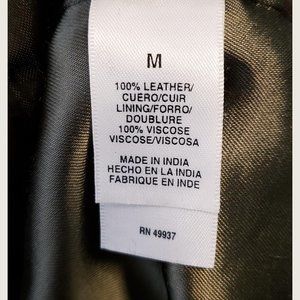 M
100% LEATHER/
CUERO/CUIR
LINING/FORRO/
DOUBLURE
100% VISCOSE
VISCOSE/VISCOSA
MADE IN INDIA
HECHO EN LA INDIA
FABRIQUE EN INDE
RN 49937